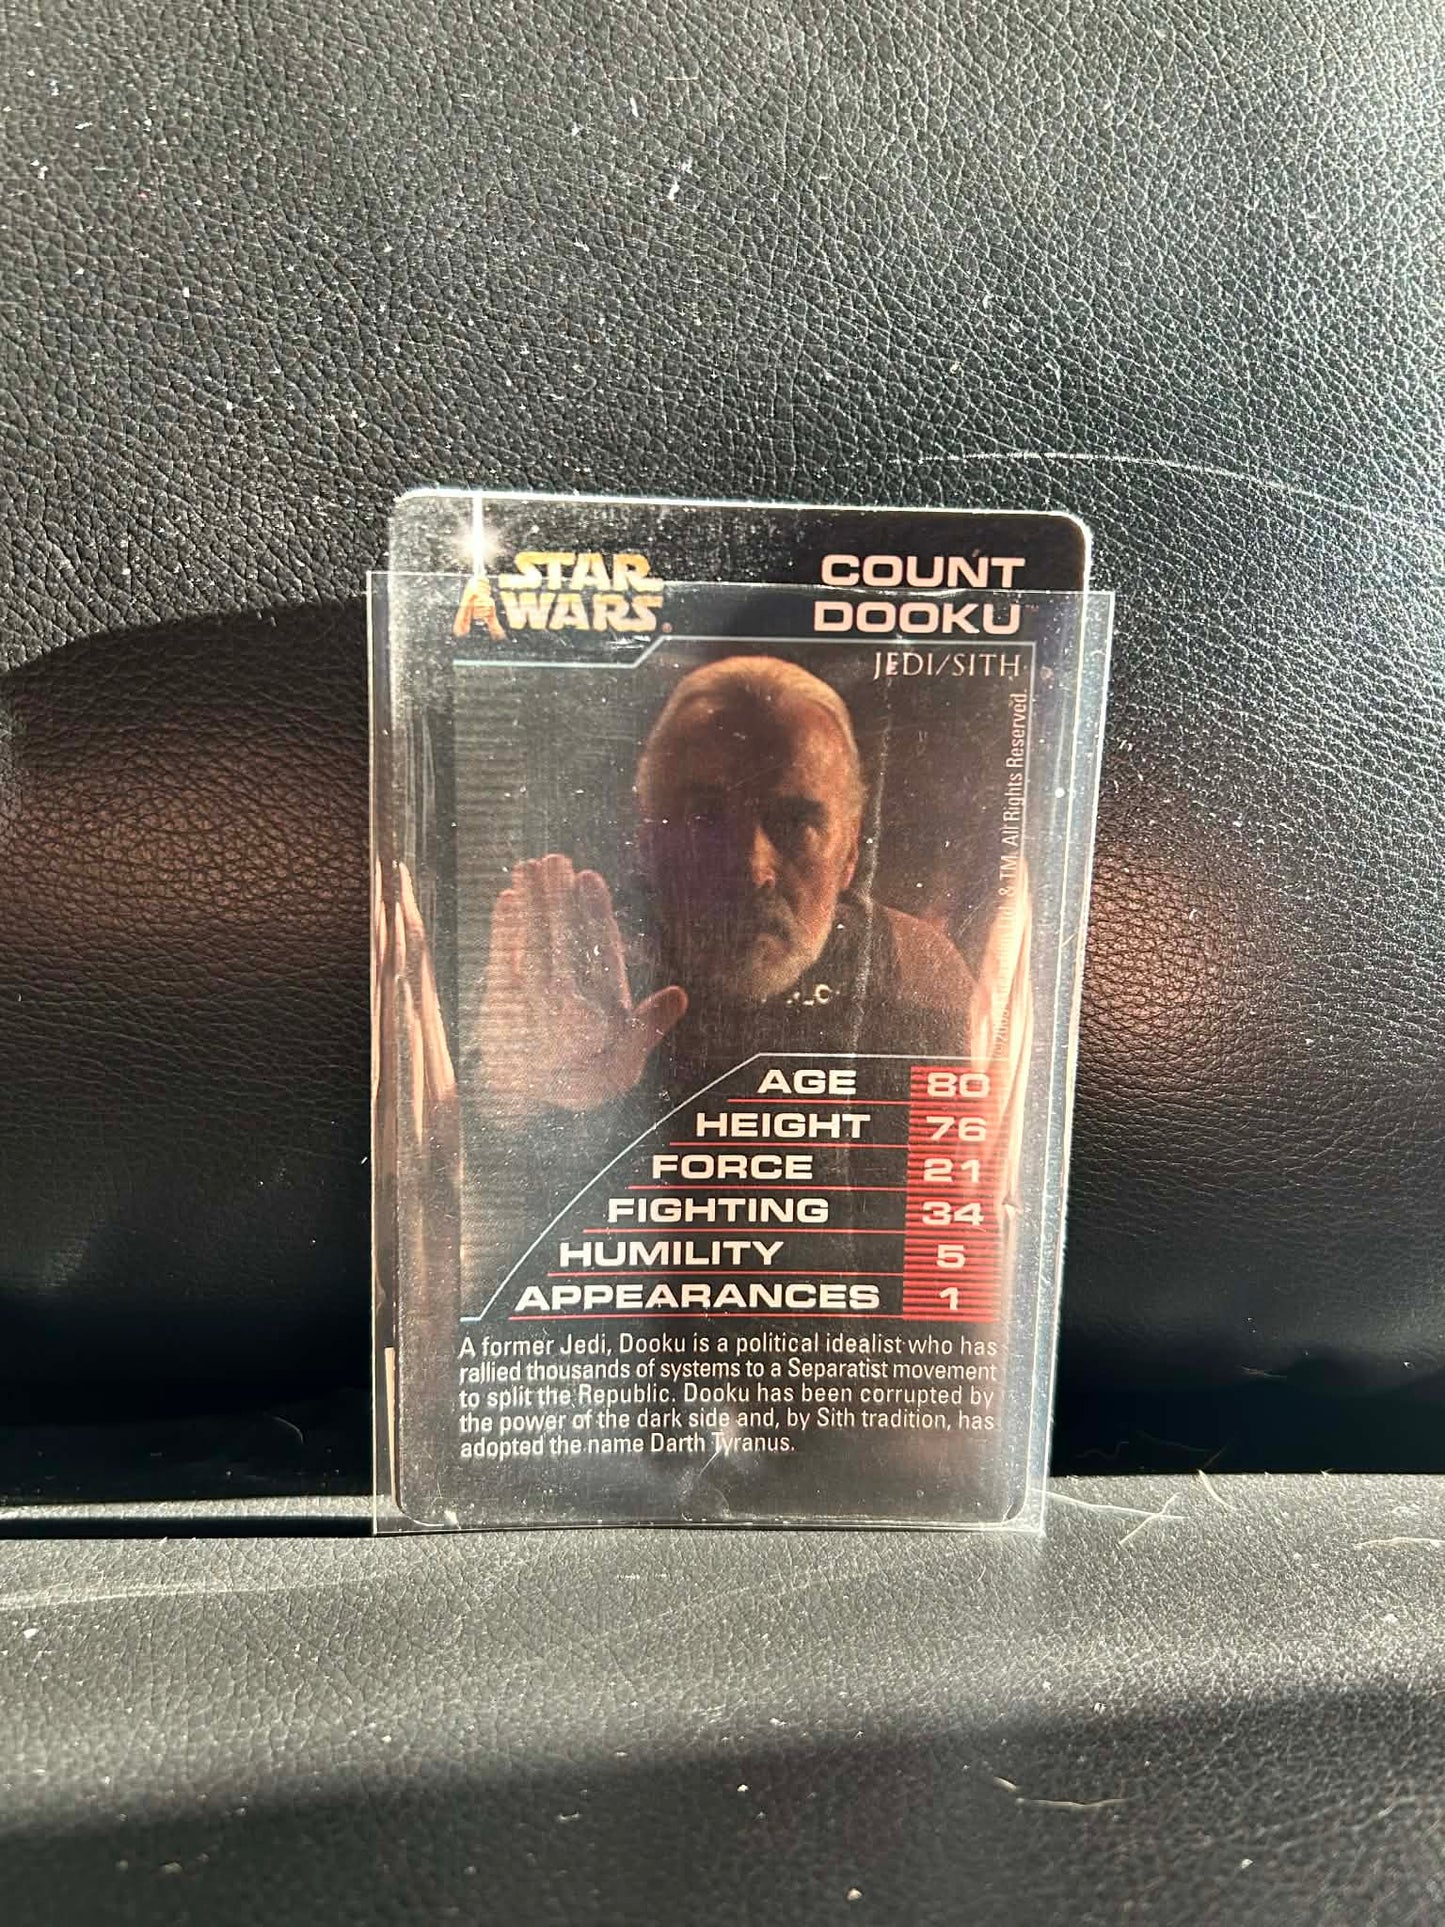 STAR
WARS®
COUNT
DOOKU™
JEDI/SITH
& TM. All Rights Reserved.
AGE 80
HEIGHT 76
FORCE 21
FIGHTING 34
HUMILITY 5
APPEARANCES 1
A former Jedi, Dooku is a political idealist who has
rallied thousands of systems to a Separatist movement
to split the Republic. Dooku has been corrupted by
the power of the dark side and, by Sith tradition, has
adopted the name Darth Tyranus.